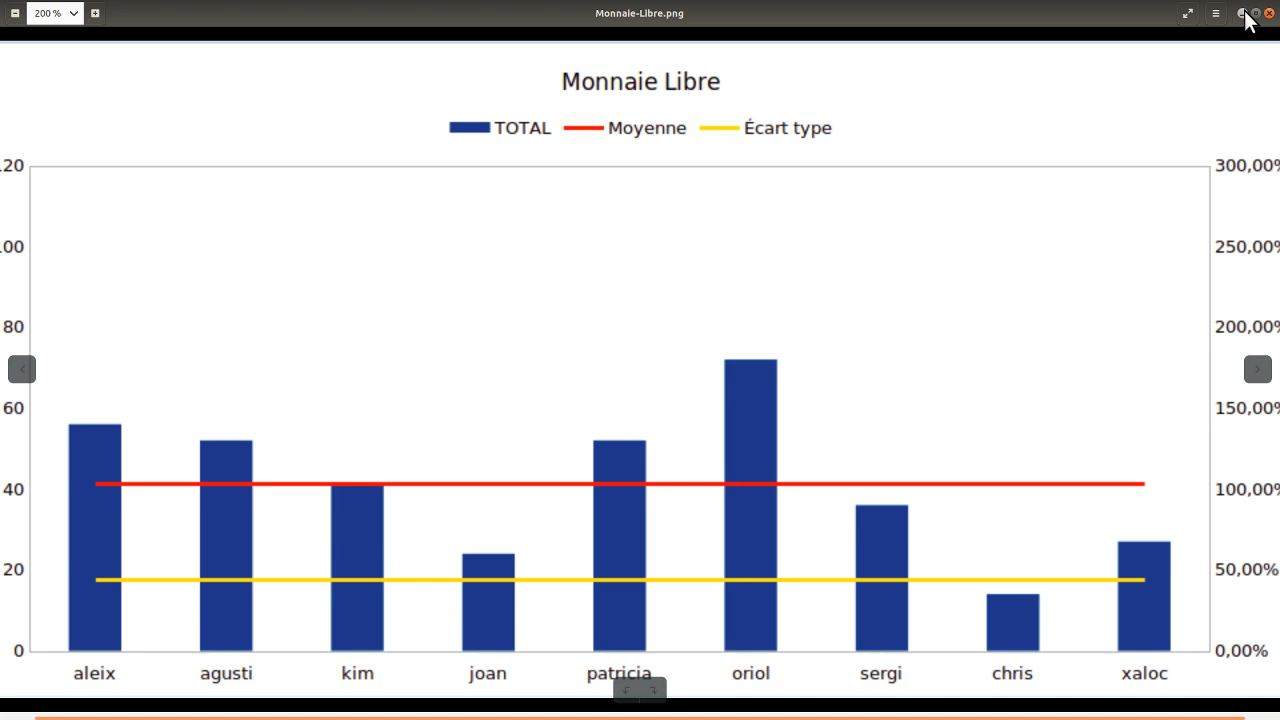 200 %
Monnaie-Libre.png
Monnaie Libre
TOTAL Moyenne Écart type
20 300,00%
00 250,00%
80 200,00%
60 150,00%
40 100,00%
20 50,00%
0 0,00%
aleix agusti kim joan patricia oriol sergi chris xaloc